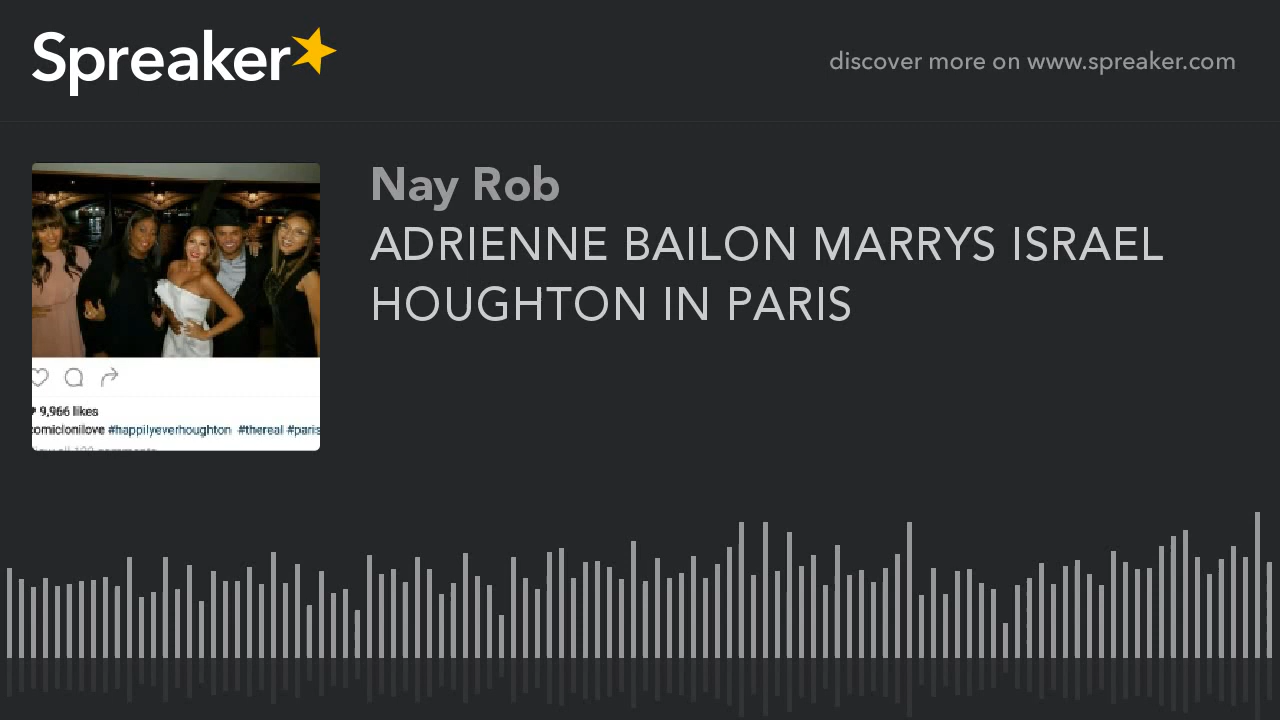 Spreaker
discover more on www.spreaker.com
Nay Rob
ADRIENNE BAILON MARRYS ISRAEL
HOUGHTON IN PARIS
9,966 likes
comicionilove #happilyeverhoughton #thereal #paris